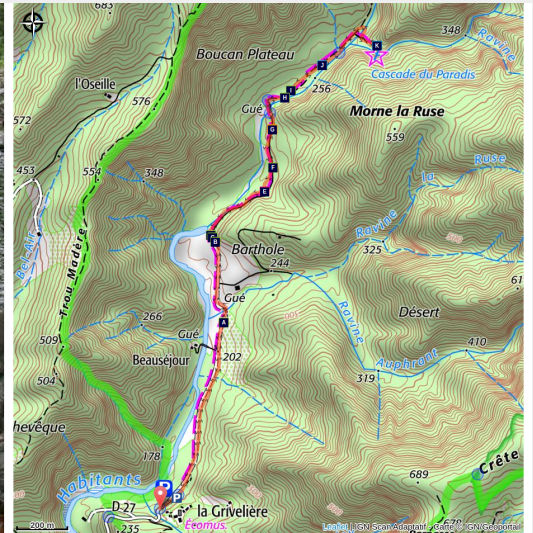 683
348
Ravine
Boucan Plateau
K
J
Cascade du Paradis
l'Oseille
576
I
H
256
Gué
Morne la Ruse
572
G
559
453
554
348
F
La
Ruse
E
Ravine
Bel-Air
Trou Madère
B
Barthole
325
244
Gué
61
266
A
Ravine
Désert
509
Gué
Beauséjour
202
Auphront
410
504
319
hevêque
178
689
Crête
Habitants
P
P
D 27
la Grivelière
Écomus.
235
200 m
Leaflet | IGN Scan Adaptatif - Carte © IGN/Geoportail